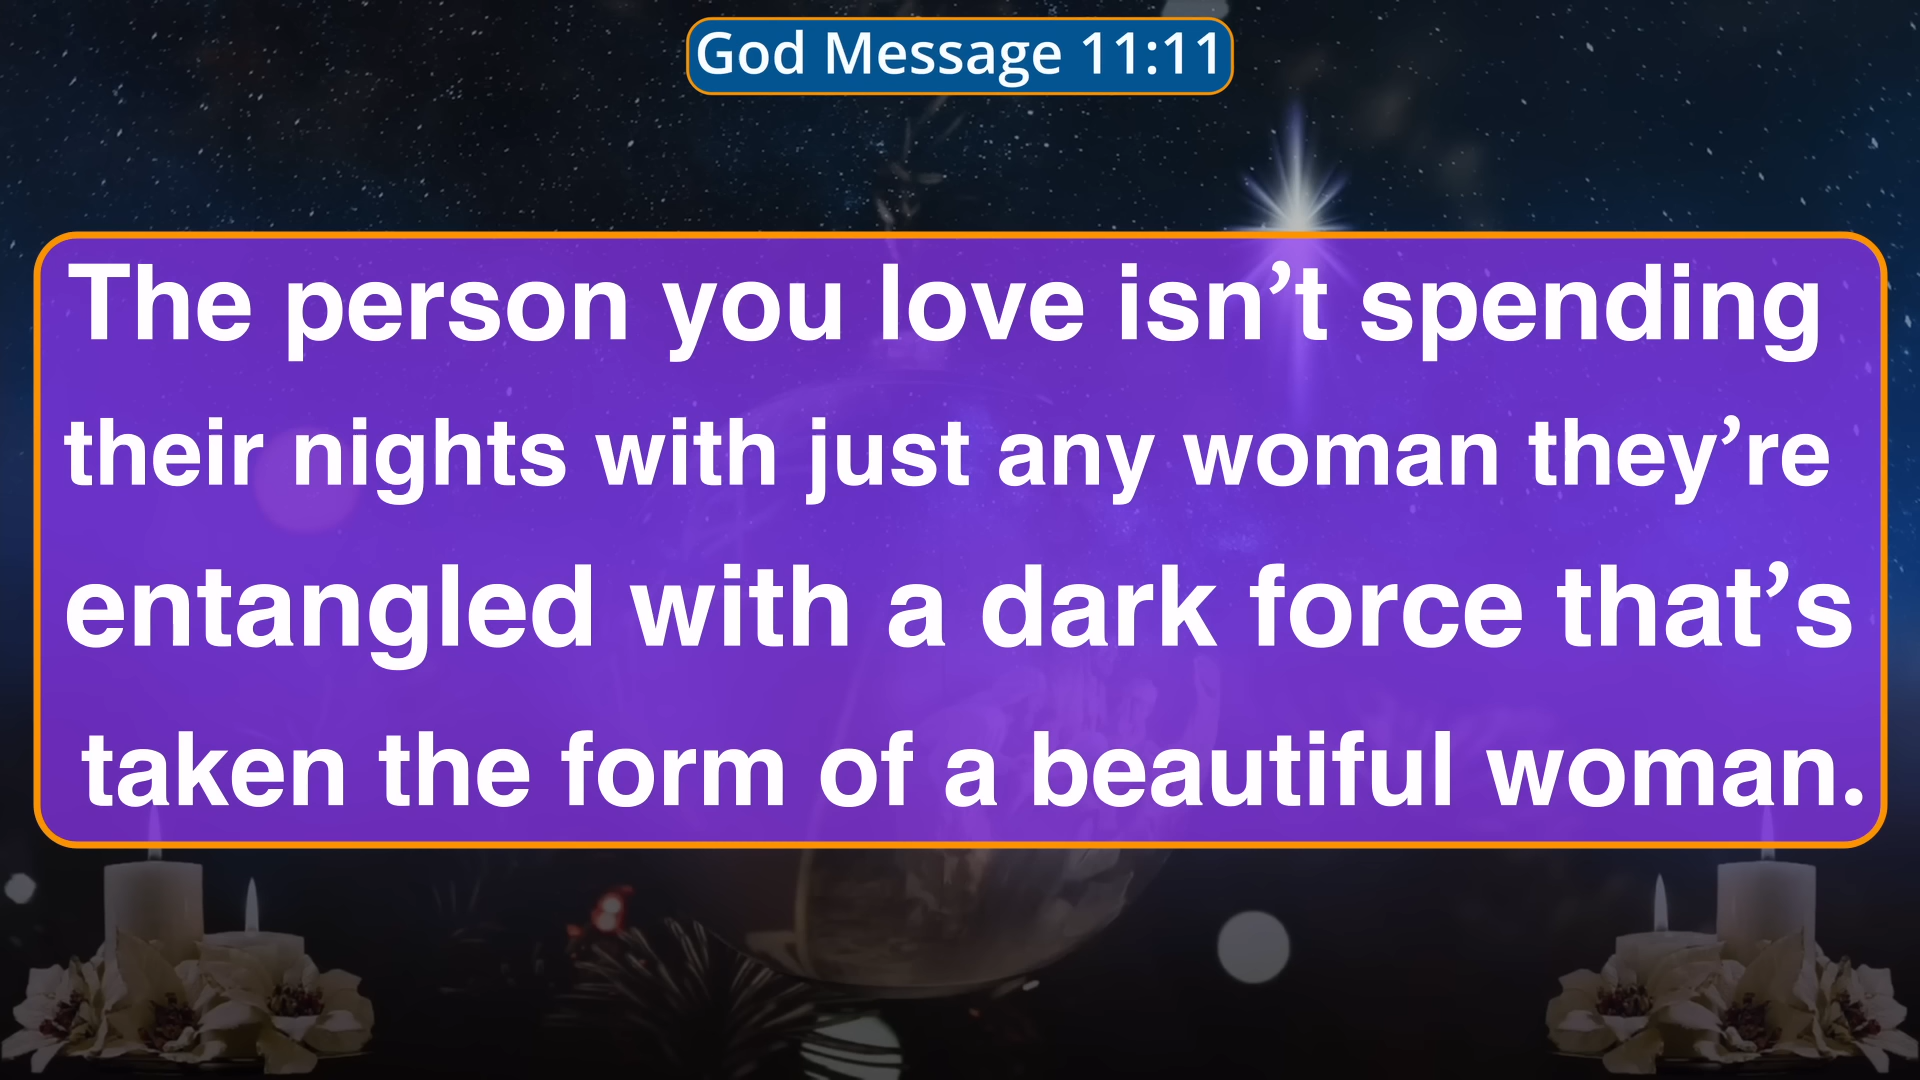 God Message 11:11
The person you love isn’t spending
their nights with just any woman they’re
entangled with a dark force that’s
taken the form of a beautiful woman.